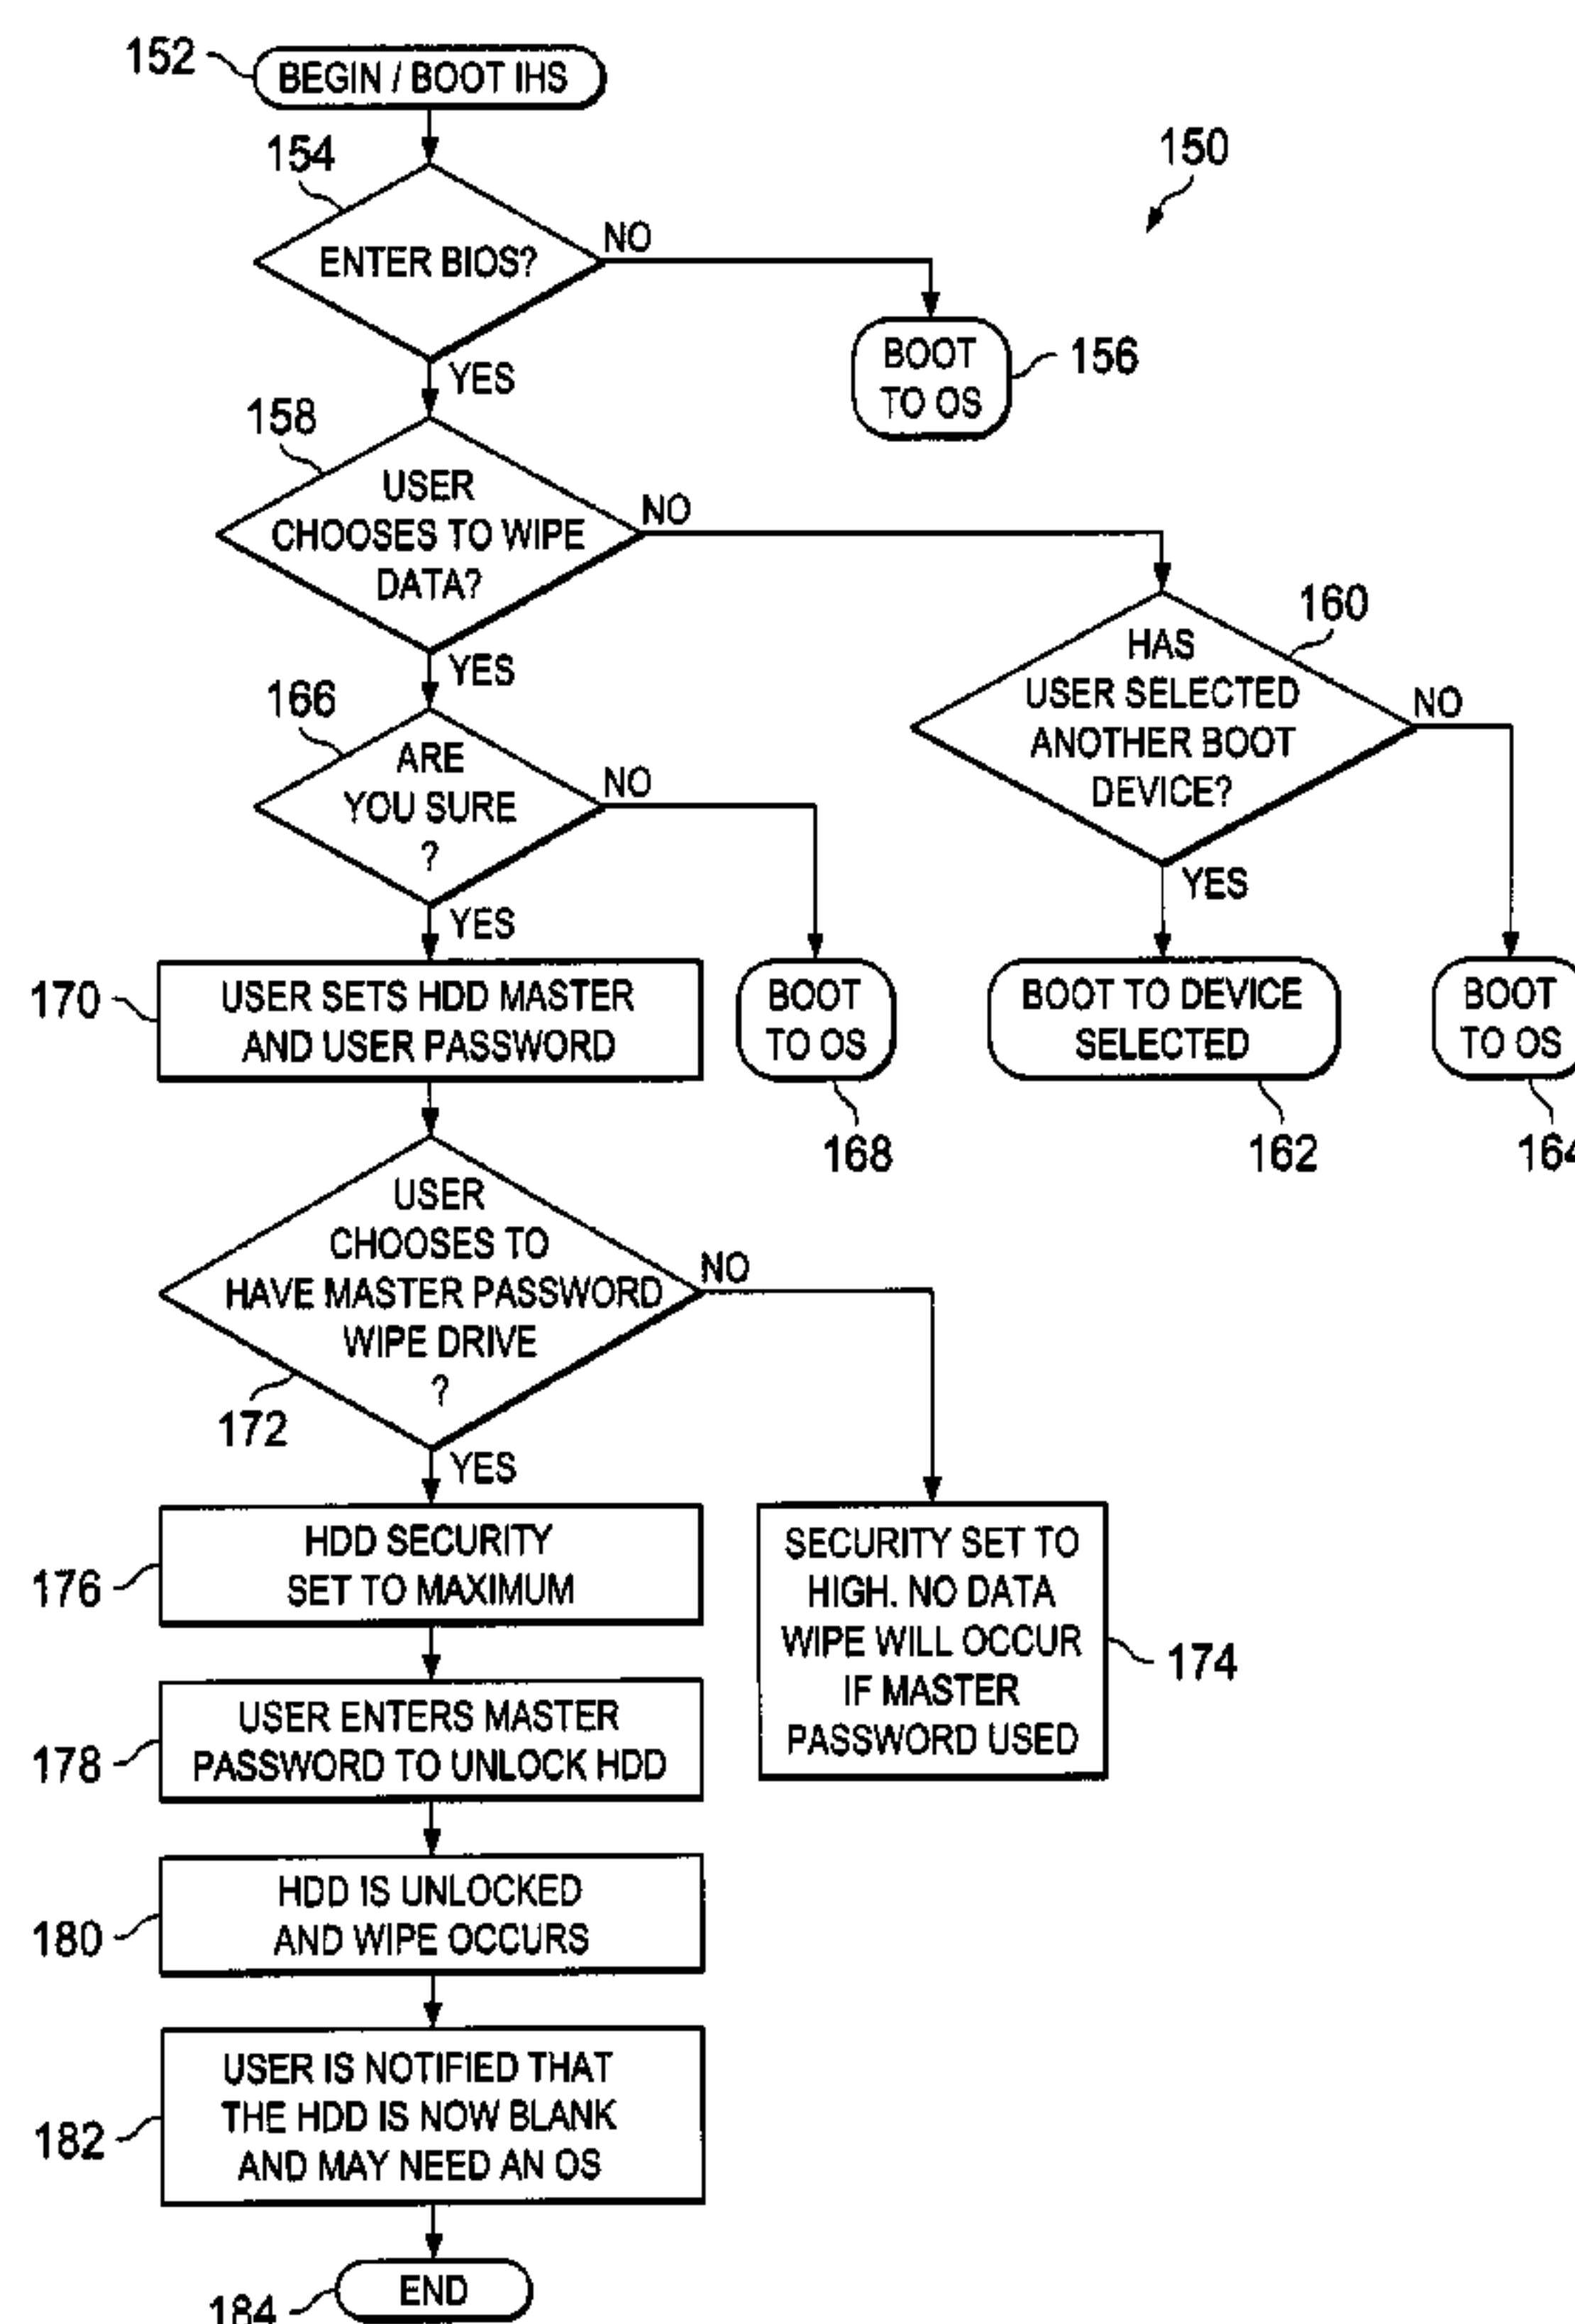 152
BEGIN / BOOT IHS
150
154
ENTER BIOS?
NO
BOOT
TO OS
156
YES
158
USER
CHOOSES TO WIPE
DATA?
NO
160
HAS
USER SELECTED
ANOTHER BOOT
DEVICE?
NO
YES
166
ARE
YOU SURE
?
NO
YES
YES
170
USER SETS HDD MASTER
AND USER PASSWORD
BOOT
TO OS
168
BOOT TO DEVICE
SELECTED
162
BOOT
TO OS
164
USER
CHOOSES TO
HAVE MASTER PASSWORD
WIPE DRIVE
?
172
NO
YES
176
HDD SECURITY
SET TO MAXIMUM
SECURITY SET TO
HIGH. NO DATA
WIPE WILL OCCUR
IF MASTER
PASSWORD USED
174
178
USER ENTERS MASTER
PASSWORD TO UNLOCK HDD
180
HDD IS UNLOCKED
AND WIPE OCCURS
182
USER IS NOTIFIED THAT
THE HDD IS NOW BLANK
AND MAY NEED AN OS
184
END